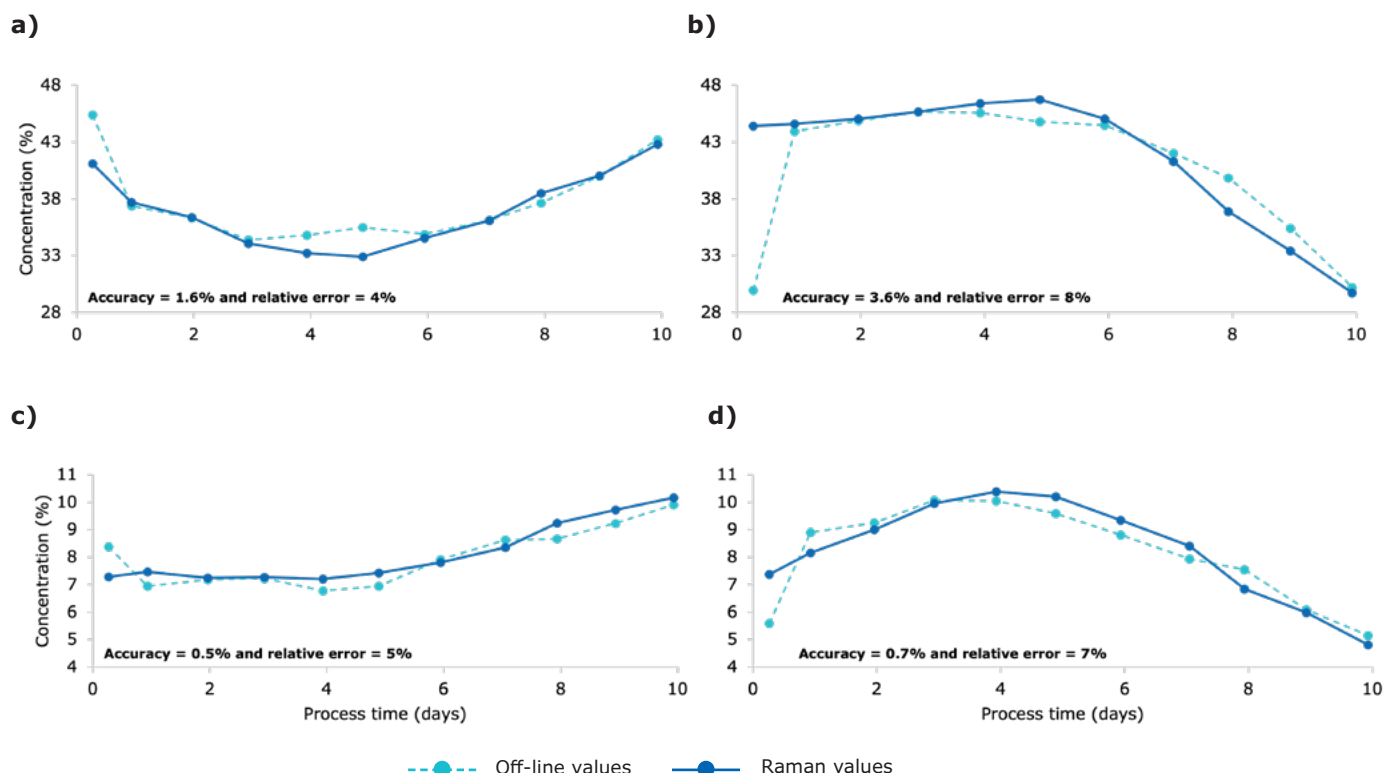 a)
b)
48
43
38
33
28
Concentration (%)
Accuracy = 1.6% and relative error = 4%
0 2 4 6 8 10
48
43
38
33
28
Accuracy = 3.6% and relative error = 8%
0 2 4 6 8 10
c)
d)
11
10
9
8
7
6
5
4
Concentration (%)
Accuracy = 0.5% and relative error = 5%
0 2 4 6 8 10
Process time (days)
11
10
9
8
7
6
5
4
Accuracy = 0.7% and relative error = 7%
0 2 4 6 8 10
Process time (days)
Off-line values
Raman values